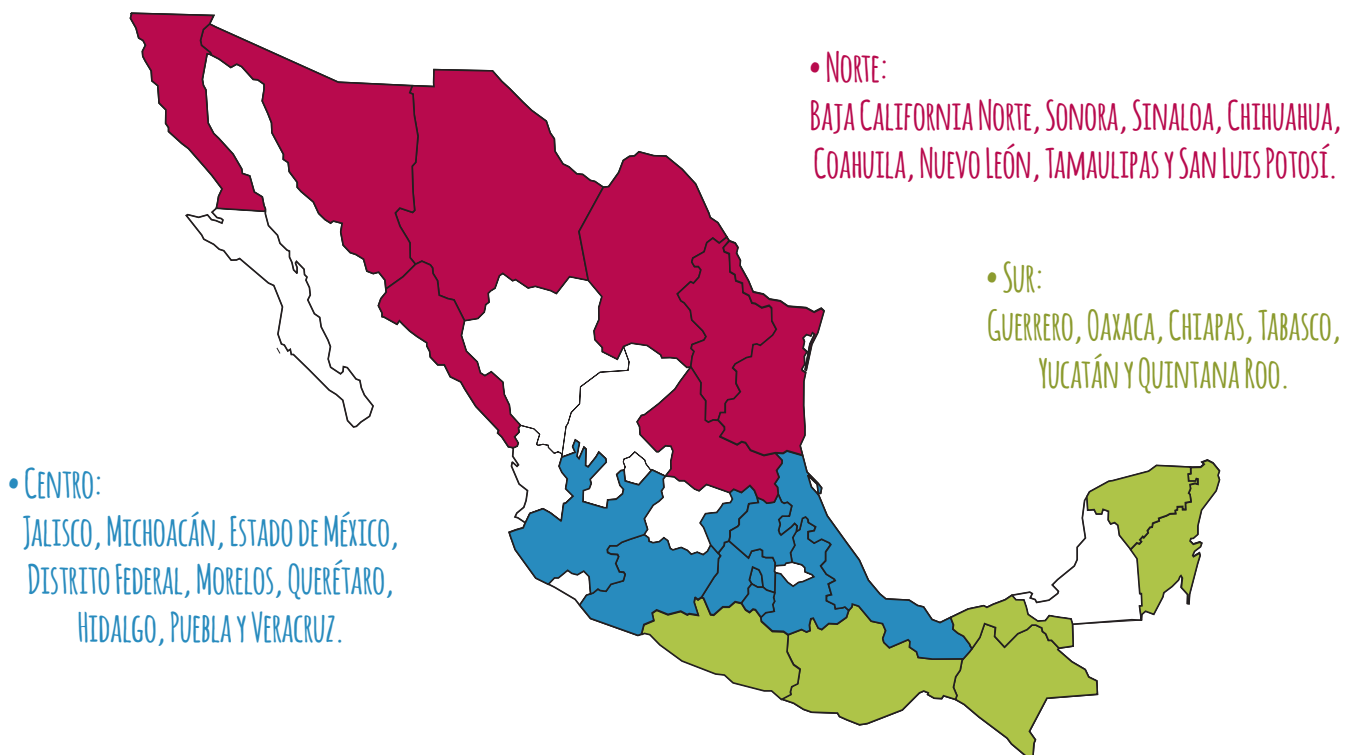 • Norte:
Baja California Norte, Sonora, Sinaloa, Chihuahua,
Coahuila, Nuevo León, Tamaulipas y San Luis Potosí.
• Sur:
Guerrero, Oaxaca, Chiapas, Tabasco,
Yucatán y Quintana Roo.
• Centro:
Jalisco, Michoacán, Estado de México,
Distrito Federal, Morelos, Querétaro,
Hidalgo, Puebla y Veracruz.